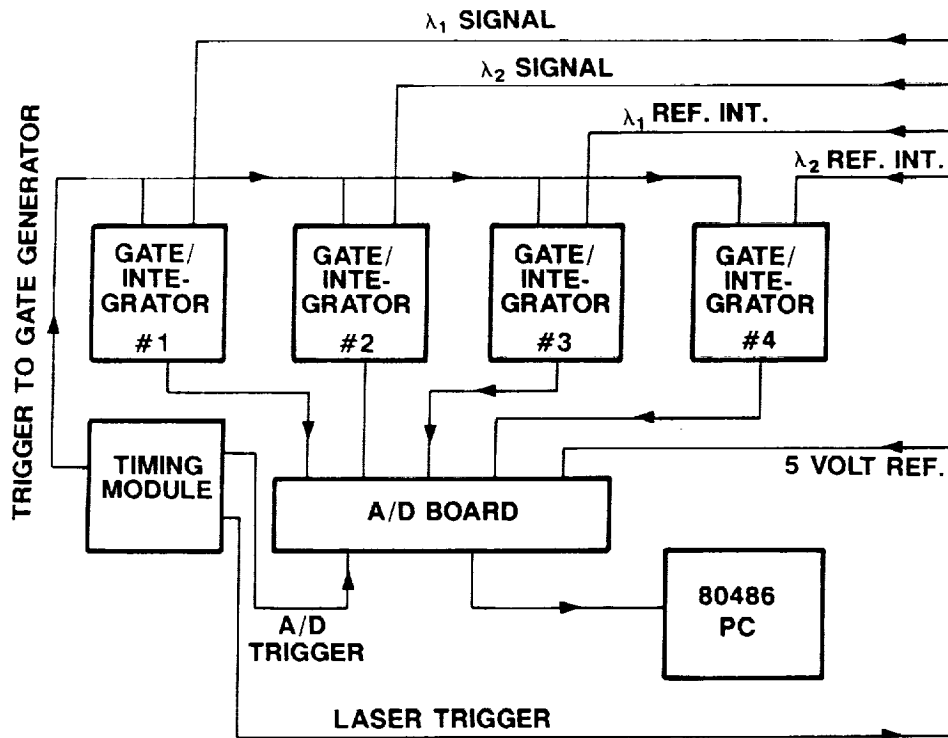 λ₁ SIGNAL
λ₂ SIGNAL
λ₁ REF. INT.
λ₂ REF. INT.
TRIGGER TO GATE GENERATOR
GATE/
INTE-
GRATOR
#1
GATE/
INTE-
GRATOR
#2
GATE/
INTE-
GRATOR
#3
GATE/
INTE-
GRATOR
#4
TIMING
MODULE
5 VOLT REF.
A/D BOARD
A/D
TRIGGER
80486
PC
LASER TRIGGER